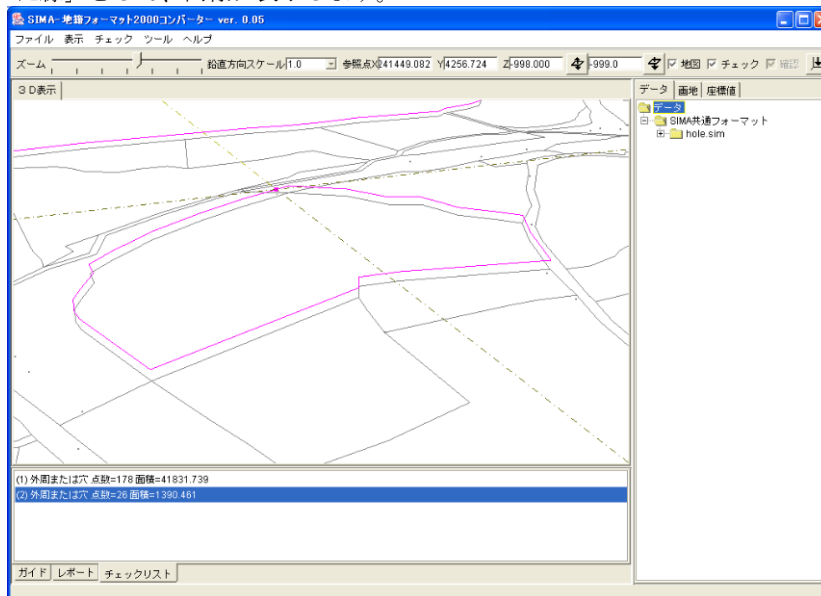 SIMA-地籍フォーマット2000コンバーター ver. 0.05
ファイル 表示 チェック ツール ヘルプ
ズーム 鉛直方向スケール 1.0 参照点X 241449.082 Y 4256.724 Z -998.000 -999.0 地図 チェック 確認
3D表示
データ 画地 座標値
データ
SIMA共通フォーマット
hole.sim
(1) 外周または穴 点数=178 面積=41831.739
(2) 外周または穴 点数=26 面積=1390.461
ガイド レポート チェックリスト